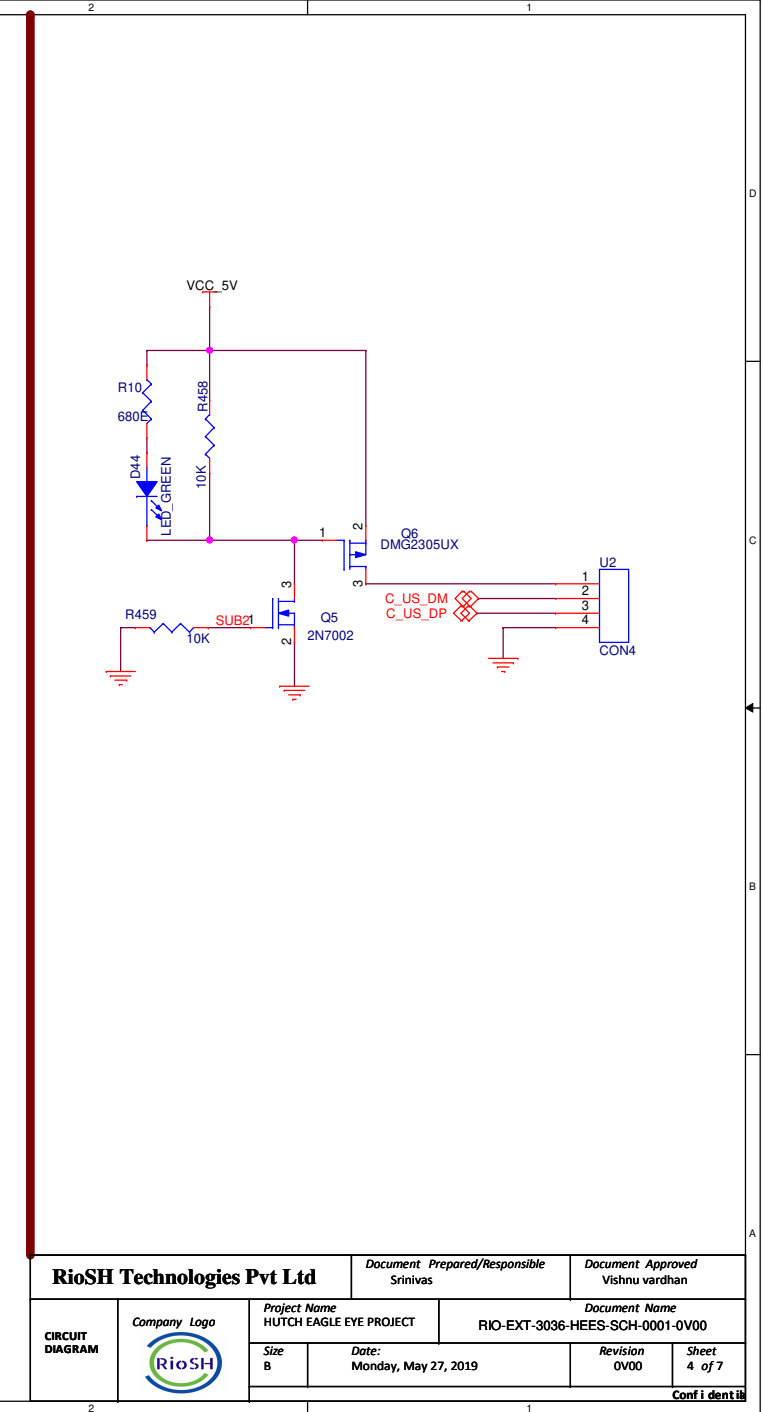 2
1
D
VCC_5V
R10
680E
R458
10K
D44
LED_GREEN
C
1
2
3
Q6
DMG2305UX
U2
1
2
3
4
CON4
C_US_DM
C_US_DP
3
R459
10K
SUB2
1
2
Q5
2N7002
B
A
RioSH Technologies Pvt Ltd
Document Prepared/Responsible
Srinivas
Document Approved
Vishnu vardhan
CIRCUIT
DIAGRAM
Company Logo
RioSH
Project Name
HUTCH EAGLE EYE PROJECT
Document Name
RIO-EXT-3036-HEES-SCH-0001-0V00
Size
B
Date:
Monday, May 27, 2019
Revision
0V00
Sheet
4 of 7
Confidentia
2
1